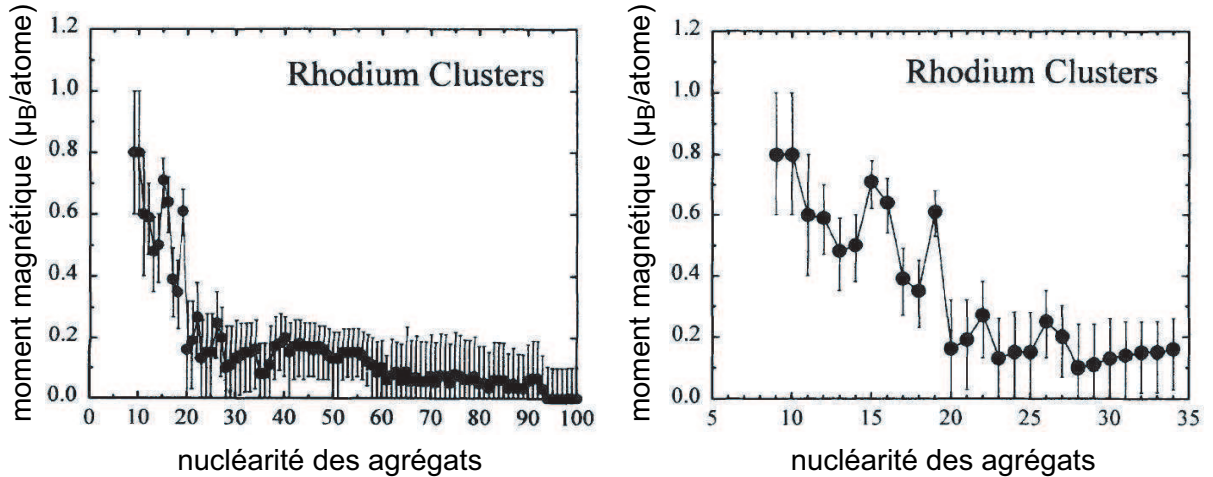 1.2
1.0
0.8
0.6
0.4
0.2
0.0
Rhodium Clusters
0 10 20 30 40 50 60 70 80 90 100
moment magnétique (µB/atome)
nucléarité des agrégats
1.2
1.0
0.8
0.6
0.4
0.2
0.0
Rhodium Clusters
5 10 15 20 25 30 35
moment magnétique (µB/atome)
nucléarité des agrégats